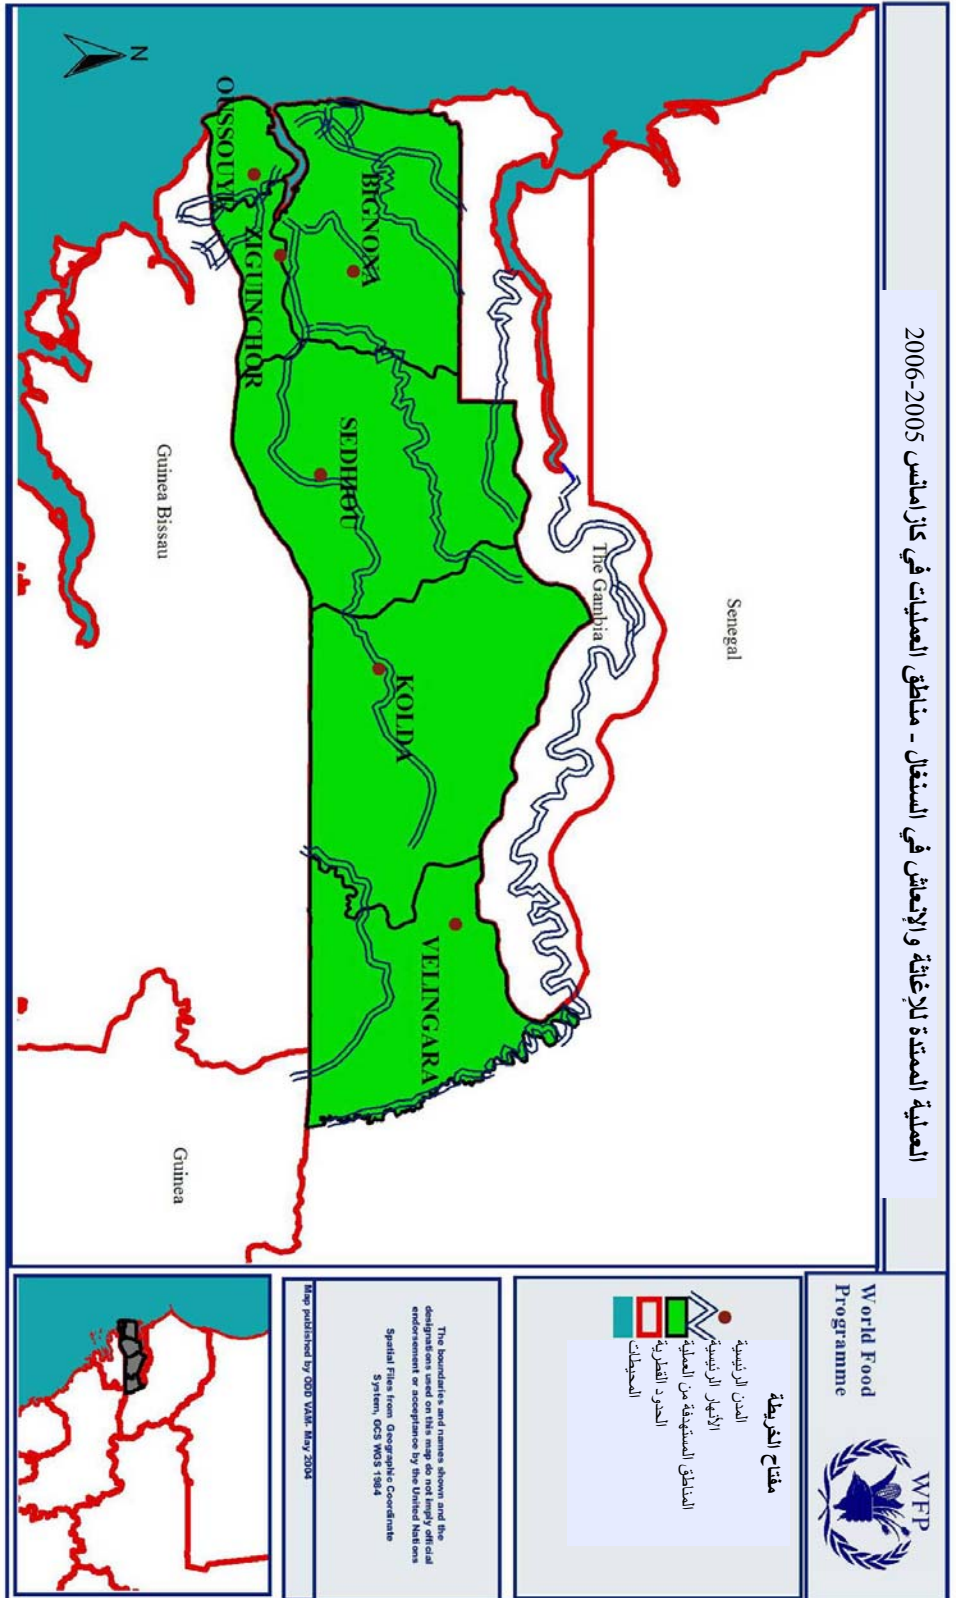 العملية الممتدة للإغاثة والإنعاش في السنغال - مناطق العمليات في كازامانس 2005-2006
World Food
Programme
WFP
مفتاح الخريطة
المدن الرئيسية
الأنهار الرئيسية
المناطق المستهدفة من العملية
الحدود القطرية
المحيطات
The boundaries and names shown and the
designations used on this map do not imply official
endorsement or acceptance by the United Nations
Spatial Files from Geographic Coordinate
System, GCS WGS 1984
Map published by ODD VAM- May 2004
Senegal
The Gambia
BIGNONA
SEDHIOU
KOLDA
VELINGARA
OUSSOUYE
ZIGUINCHOR
Guinea Bissau
Guinea
N